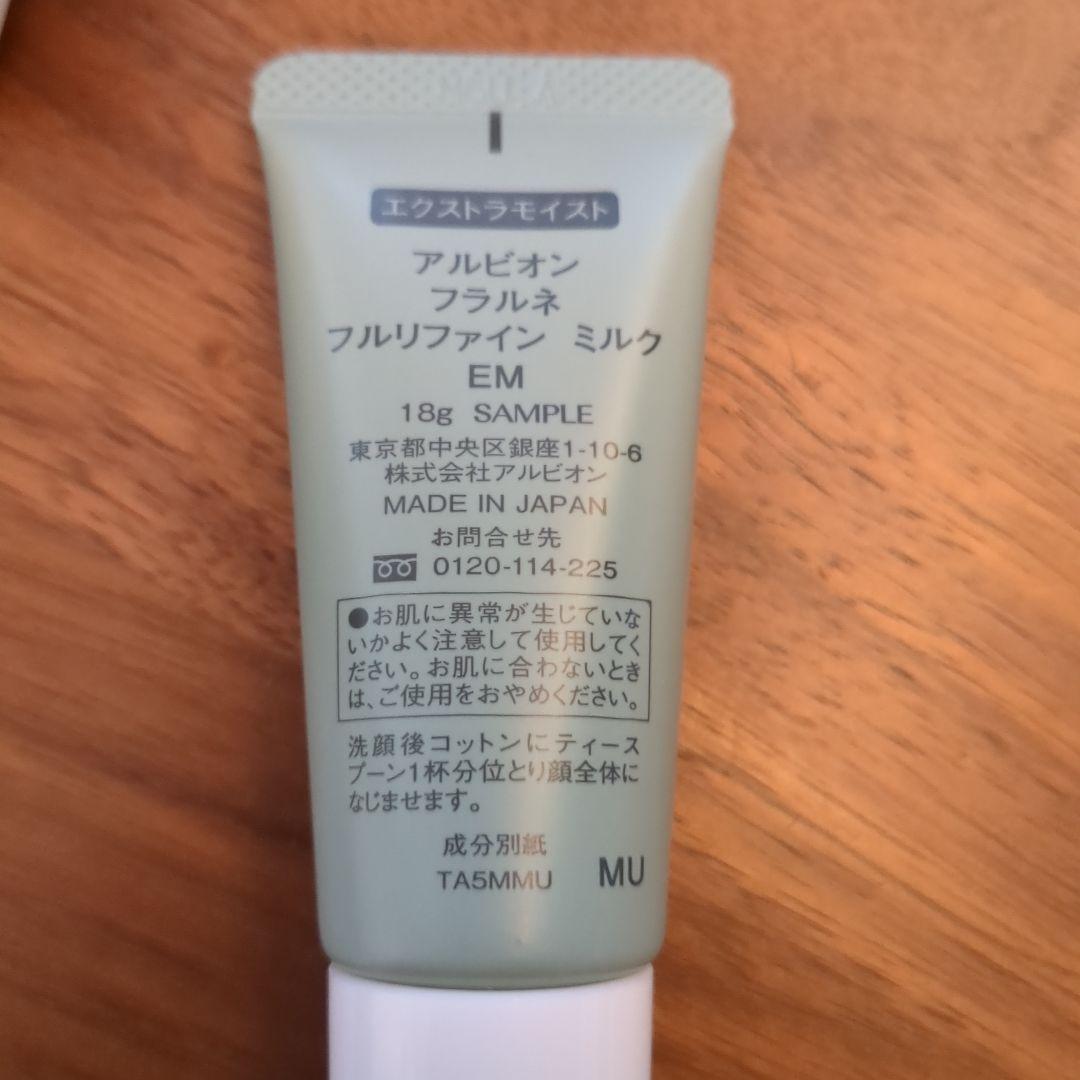 エクストラモイスト
アルビオン
フラルネ
フルリファイン ミルク
EM
18g SAMPLE
東京都中央区銀座1-10-6
株式会社アルビオン
MADE IN JAPAN
お問合せ先
0120-114-225
●お肌に異常が生じていな
いかよく注意して使用してく
ださい。お肌に合わないとき
は、ご使用をおやめください。
洗顔後コットンにティース
プーン1杯分位とり顔全体に
なじませます。
成分別紙
TA5MMU MU